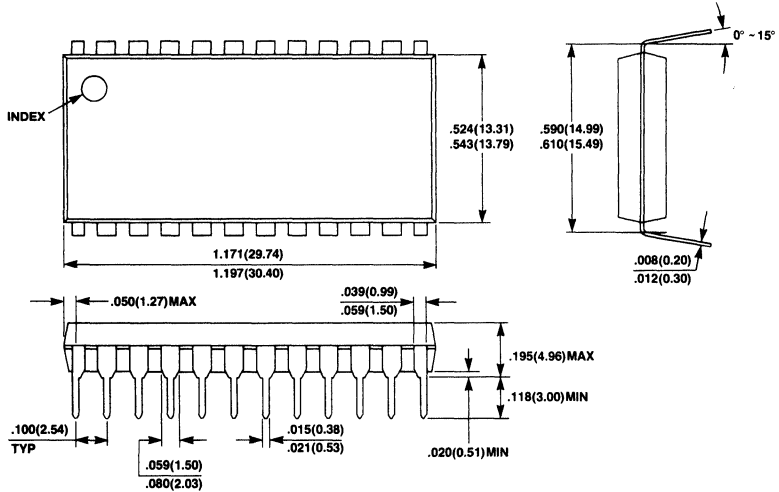 0° ~ 15°
INDEX
.524(13.31)
.543(13.79)
.590(14.99)
.610(15.49)
1.171(29.74)
1.197(30.40)
.008(0.20)
.012(0.30)
.050(1.27)MAX
.039(0.99)
.059(1.50)
.195(4.96)MAX
.118(3.00)MIN
.100(2.54)
TYP
.015(0.38)
.021(0.53)
.020(0.51)MIN
.059(1.50)
.080(2.03)